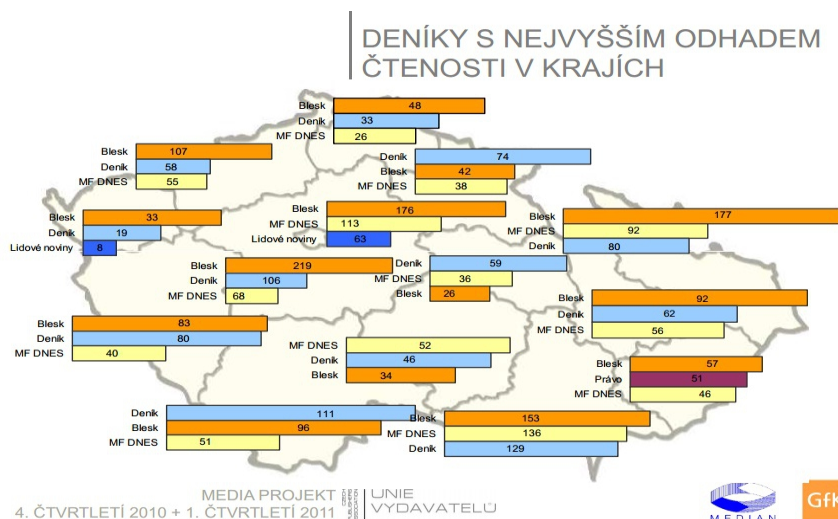 DENÍKY S NEJVYŠŠÍM ODHADEM
ČTENOSTI V KRAJÍCH
Blesk 48
Deník 33
MF DNES 26
Blesk 107
Deník 58
MF DNES 55
Deník 74
Blesk 42
MF DNES 38
Blesk 33
Deník 19
Lidové noviny 8
Blesk 176
MF DNES 113
Lidové noviny 63
Blesk 177
MF DNES 92
Deník 80
Blesk 219
Deník 106
MF DNES 68
Deník 59
MF DNES 36
Blesk 26
Blesk 92
Deník 62
MF DNES 56
Blesk 83
Deník 80
MF DNES 40
MF DNES 52
Deník 46
Blesk 34
Blesk 57
Právo 51
MF DNES 46
Deník 111
Blesk 96
MF DNES 51
Blesk 153
MF DNES 136
Deník 129
MEDIA PROJEKT
4. ČTVRTLETÍ 2010 + 1. ČTVRTLETÍ 2011
UNIE
VYDAVATELŮ
MEDIAN
GfK